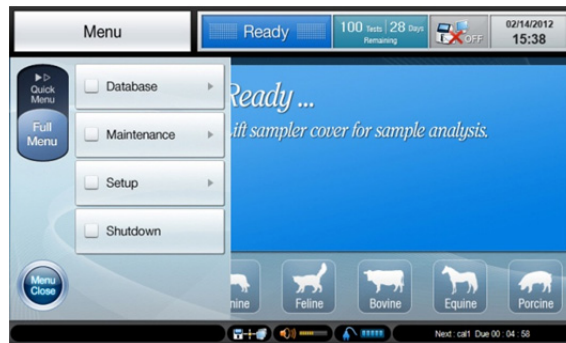 Menu
Ready
100 Tests 28 Days
Remaining
OFF
02/14/2012
15:38
Quick
Menu
Full
Menu
Database
Maintenance
Setup
Shutdown
Ready ...
ift sampler cover for sample analysis.
Menu
Close
nine
Feline
Bovine
Equine
Porcine
Next : cal1 Due 00 : 04 : 58